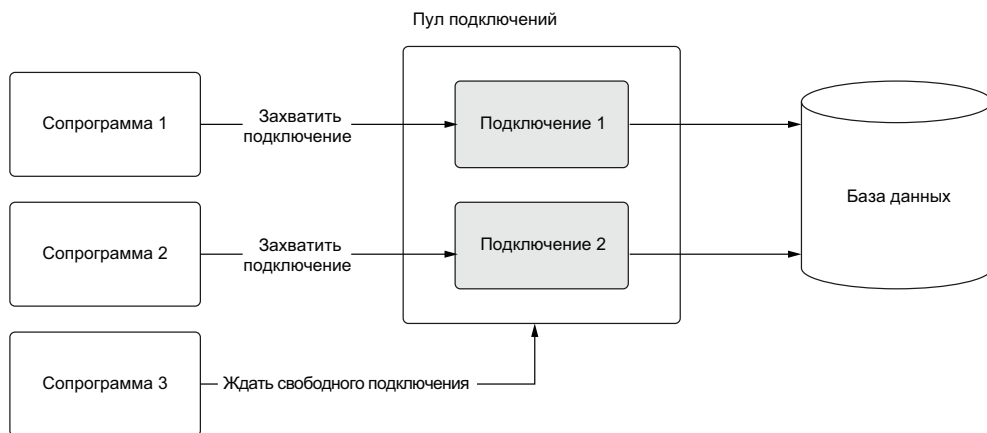 Пул подключений
Сопрограмма 1
Захватить
подключение
Подключение 1
База данных
Сопрограмма 2
Захватить
подключение
Подключение 2
Сопрограмма 3
Ждать свободного подключения